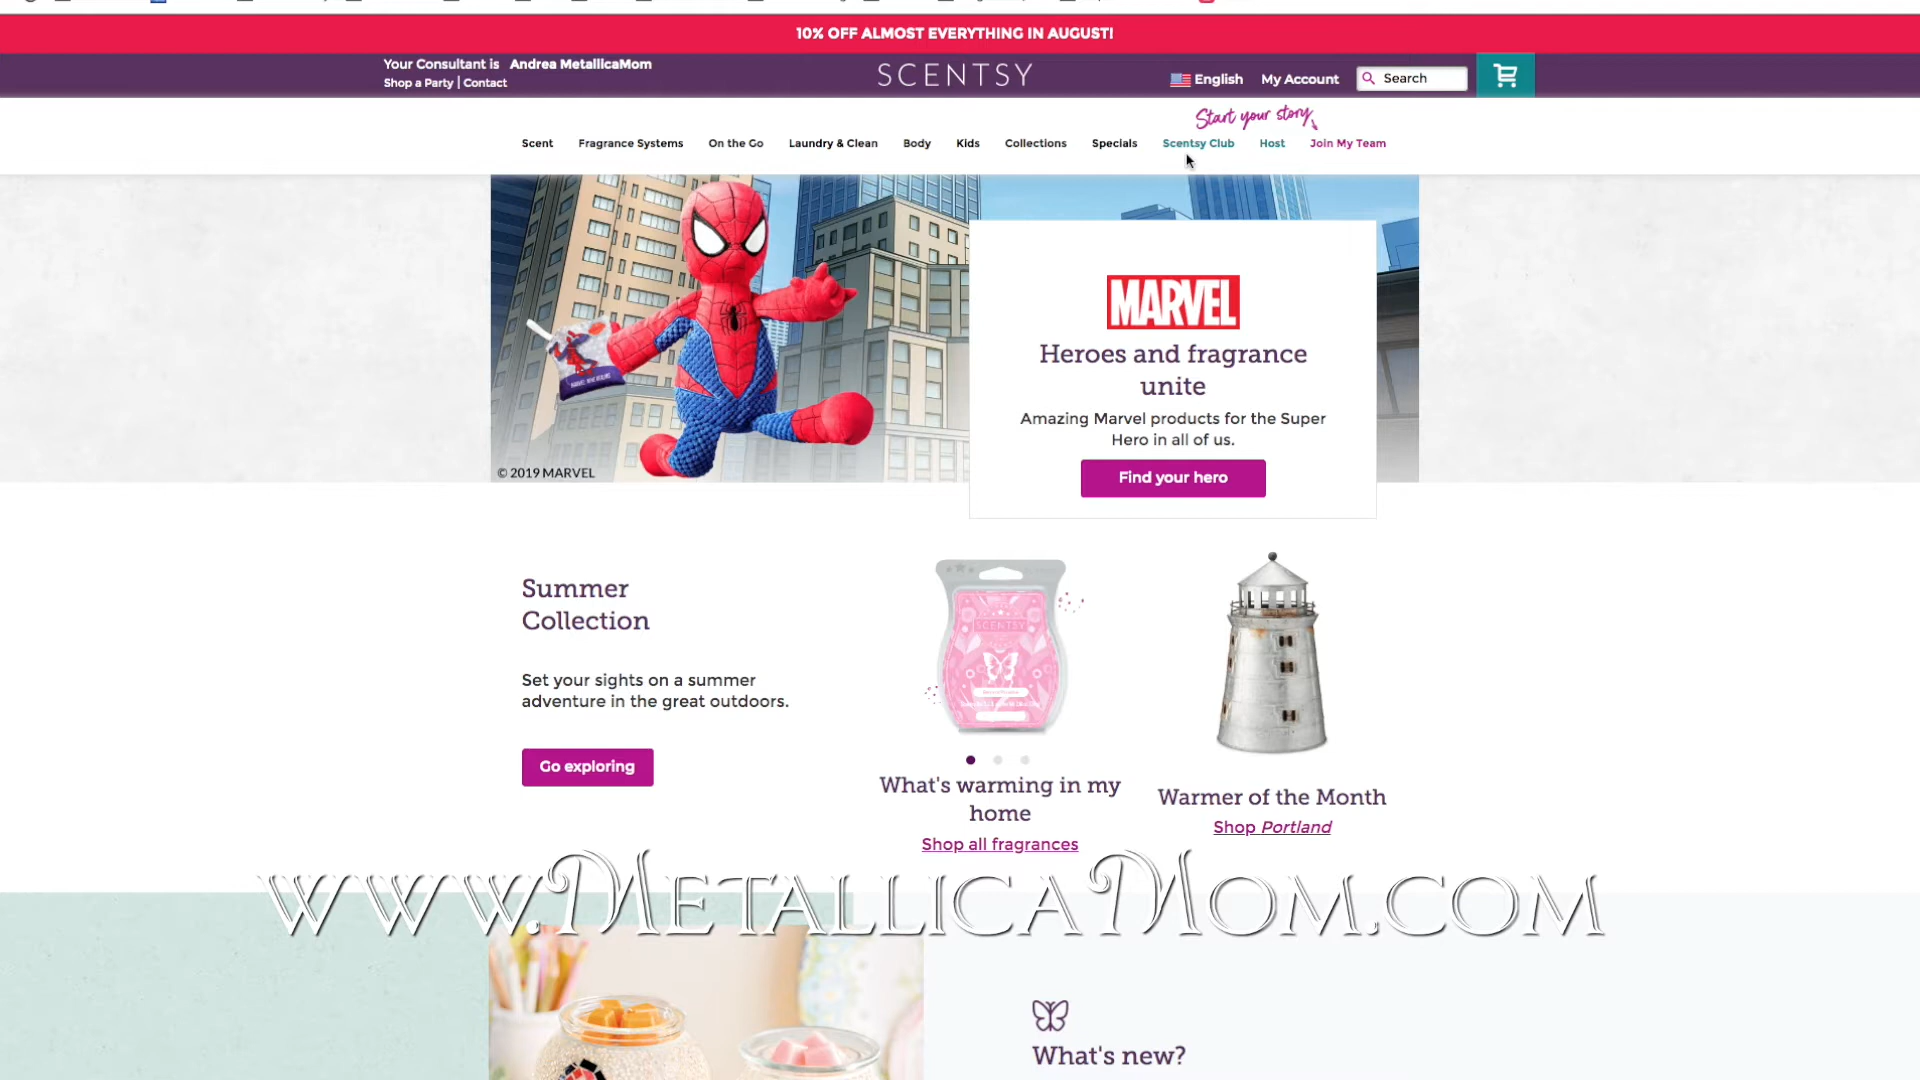 10% OFF ALMOST EVERYTHING IN AUGUST!
Your Consultant is Andrea MetallicaMom
Shop a Party | Contact
SCENTSY
English My Account Search
Start your story
Scent Fragrance Systems On the Go Laundry & Clean Body Kids Collections Specials Scentsy Club Host Join My Team
MARVEL
Heroes and fragrance
unite
Amazing Marvel products for the Super
Hero in all of us.
Find your hero
© 2019 MARVEL
Summer
Collection
Set your sights on a summer
adventure in the great outdoors.
Go exploring
SCENTSY
What's warming in my
home
Shop all fragrances
Warmer of the Month
Shop Portland
www.MetallicaMom.com
What's new?